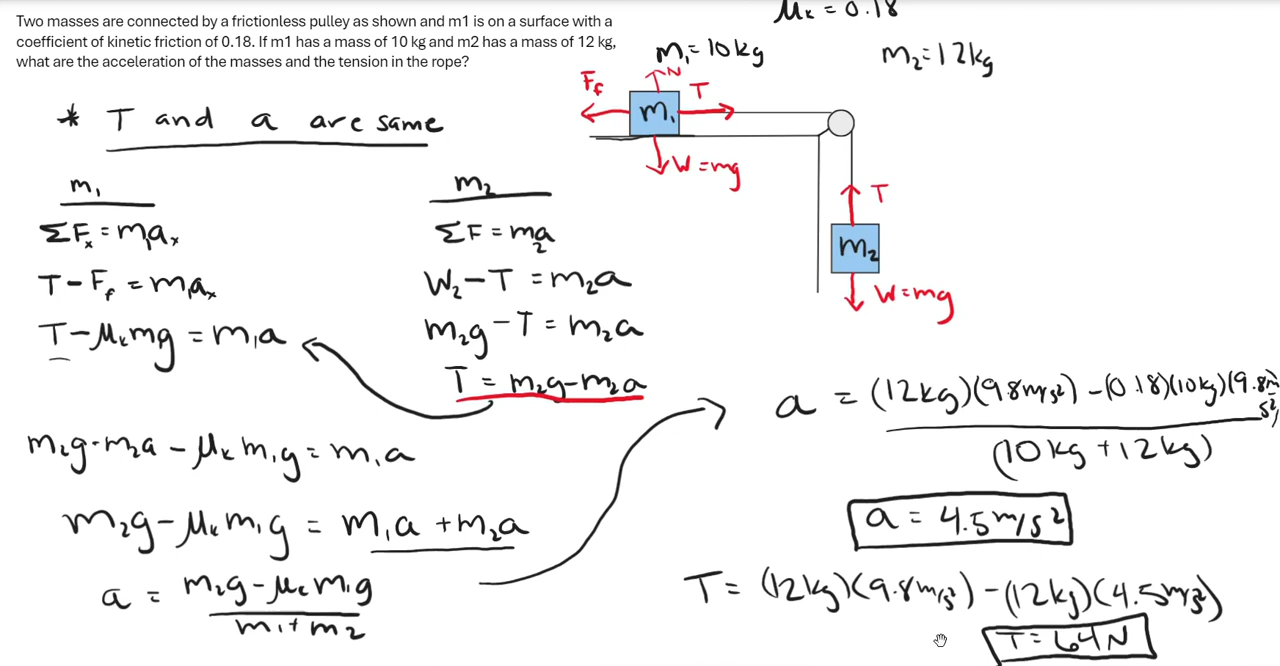 Two masses are connected by a frictionless pulley as shown and m1 is on a surface with a
coefficient of kinetic friction of 0.18. If m1 has a mass of 10 kg and m2 has a mass of 12 kg,
what are the acceleration of the masses and the tension in the rope?
μₖ = 0.18
m₁ = 10kg
m₂ = 12kg
F_f
N
T
m₁
W = mg
T
m₂
W = mg
* T and a are same
m₁
ΣFₓ = m₁aₓ
T - F_f = m₁aₓ
T - μₖmg = m₁a
m₂
ΣF = m₂a
W₂ - T = m₂a
m₂g - T = m₂a
T = m₂g - m₂a
m₂g - m₂a - μₖm₁g = m₁a
m₂g - μₖm₁g = m₁a + m₂a
a = m₂g - μₖm₁g
m₁ + m₂
a = (12kg)(9.8m/s²) - (0.18)(10kg)(9.8m/s²)
(10kg + 12kg)
a = 4.5m/s²
T = (12kg)(9.8m/s²) - (12kg)(4.5m/s²)
T = 64N